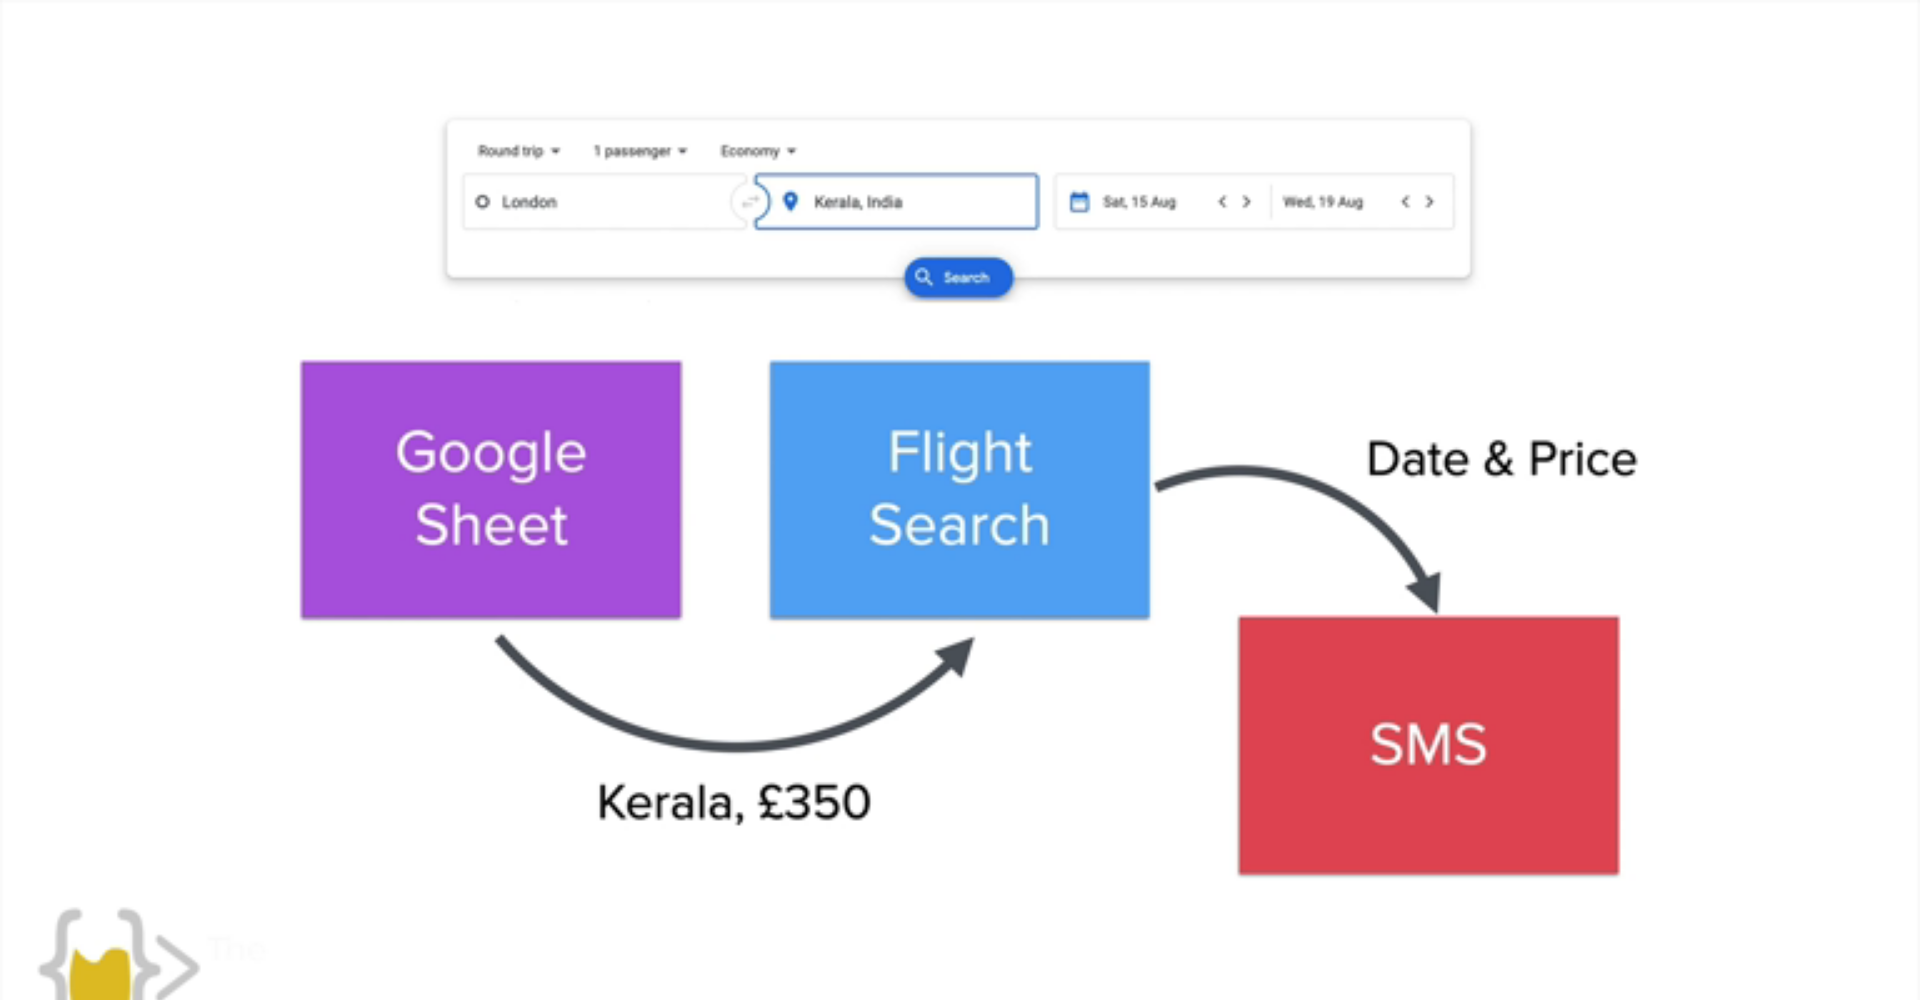 Round trip 1 passenger Economy
London Kerala, India Sat, 15 Aug Wed, 19 Aug
Search
Google
Sheet
Flight
Search
Date & Price
SMS
Kerala, £350
The